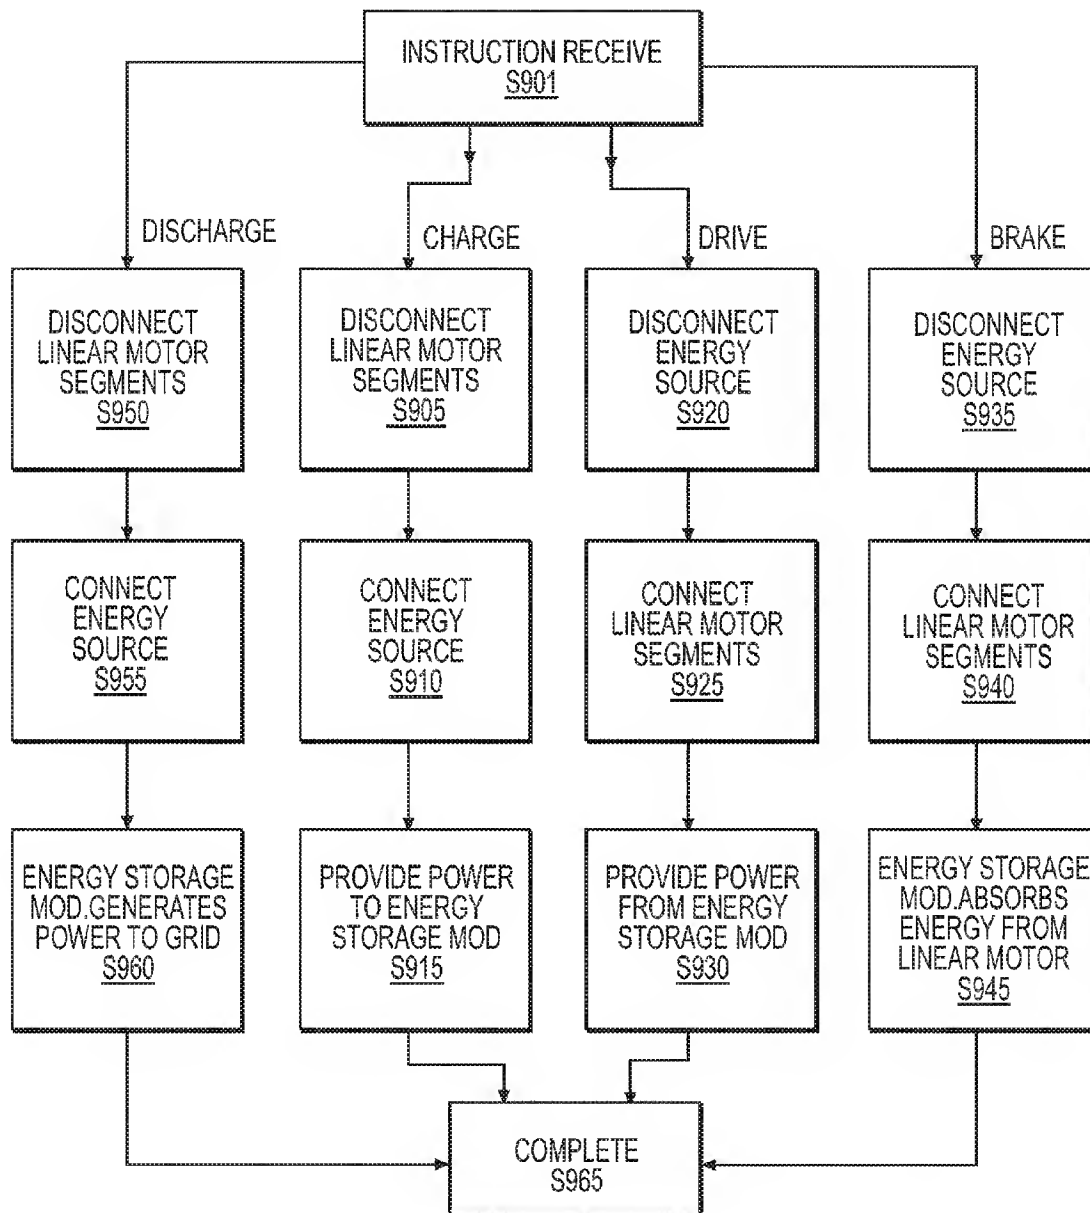 INSTRUCTION RECEIVE
S901
DISCHARGE
CHARGE
DRIVE
BRAKE
DISCONNECT
LINEAR MOTOR
SEGMENTS
S950
DISCONNECT
LINEAR MOTOR
SEGMENTS
S905
DISCONNECT
ENERGY
SOURCE
S920
DISCONNECT
ENERGY
SOURCE
S935
CONNECT
ENERGY
SOURCE
S955
CONNECT
ENERGY
SOURCE
S910
CONNECT
LINEAR MOTOR
SEGMENTS
S925
CONNECT
LINEAR MOTOR
SEGMENTS
S940
ENERGY STORAGE
MOD.GENERATES
POWER TO GRID
S960
PROVIDE POWER
TO ENERGY
STORAGE MOD
S915
PROVIDE POWER
FROM ENERGY
STORAGE MOD
S930
ENERGY STORAGE
MOD.ABSORBS
ENERGY FROM
LINEAR MOTOR
S945
COMPLETE
S965